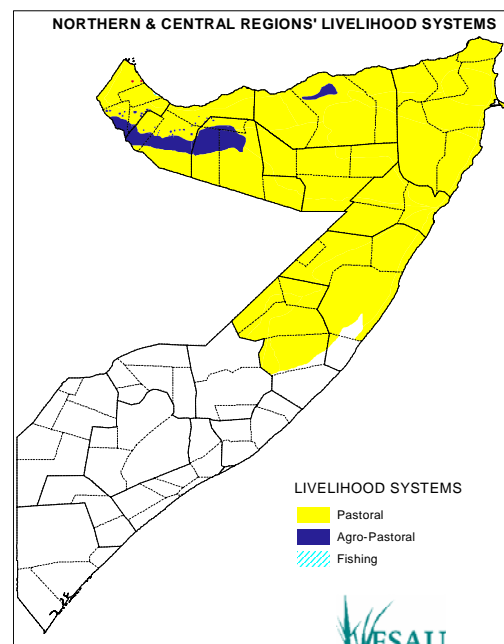 NORTHERN & CENTRAL REGIONS' LIVELIHOOD SYSTEMS
LIVELIHOOD SYSTEMS
Pastoral
Agro-Pastoral
Fishing